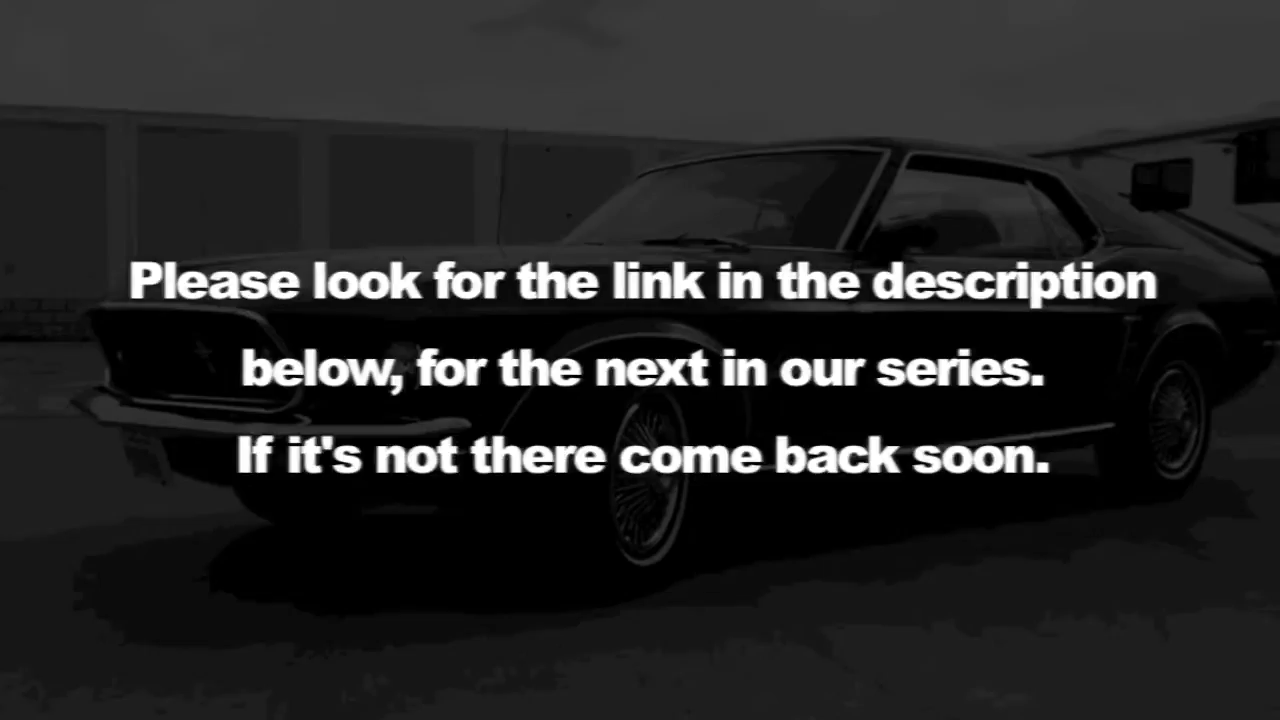 Please look for the link in the description
below, for the next in our series.
If it's not there come back soon.